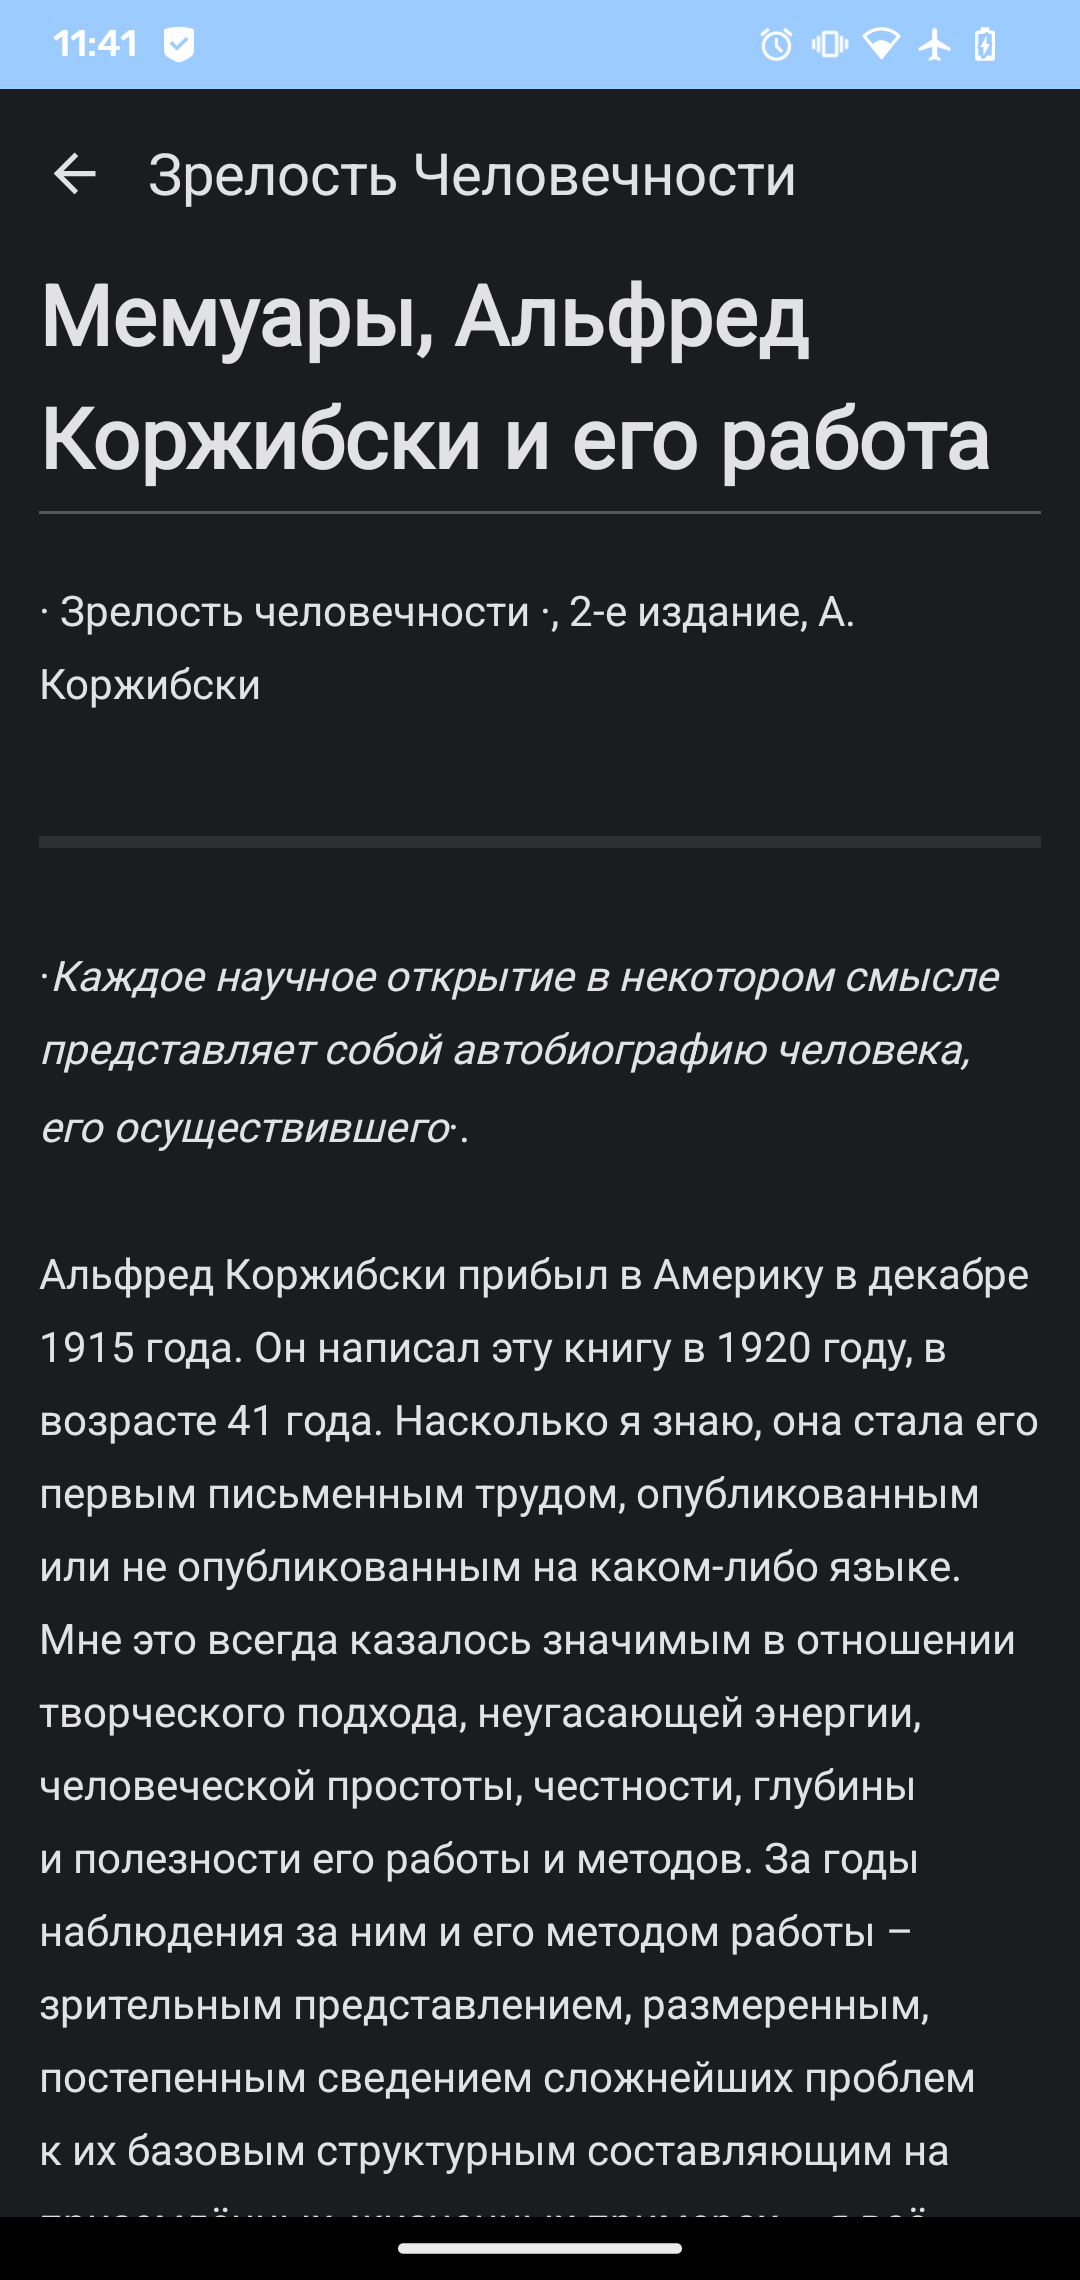 11:41
Зрелость Человечности
Мемуары, Альфред
Коржибски и его работа
· Зрелость человечности ·, 2-е издание, А.
Коржибски
·Каждое научное открытие в некотором смысле
представляет собой автобиографию человека,
его осуществившего·.
Альфред Коржибски прибыл в Америку в декабре
1915 года. Он написал эту книгу в 1920 году, в
возрасте 41 года. Насколько я знаю, она стала его
первым письменным трудом, опубликованным
или не опубликованным на каком-либо языке.
Мне это всегда казалось значимым в отношении
творческого подхода, неугасающей энергии,
человеческой простоты, честности, глубины
и полезности его работы и методов. За годы
наблюдения за ним и его методом работы –
зрительным представлением, размеренным,
постепенным сведением сложнейших проблем
к их базовым структурным составляющим на